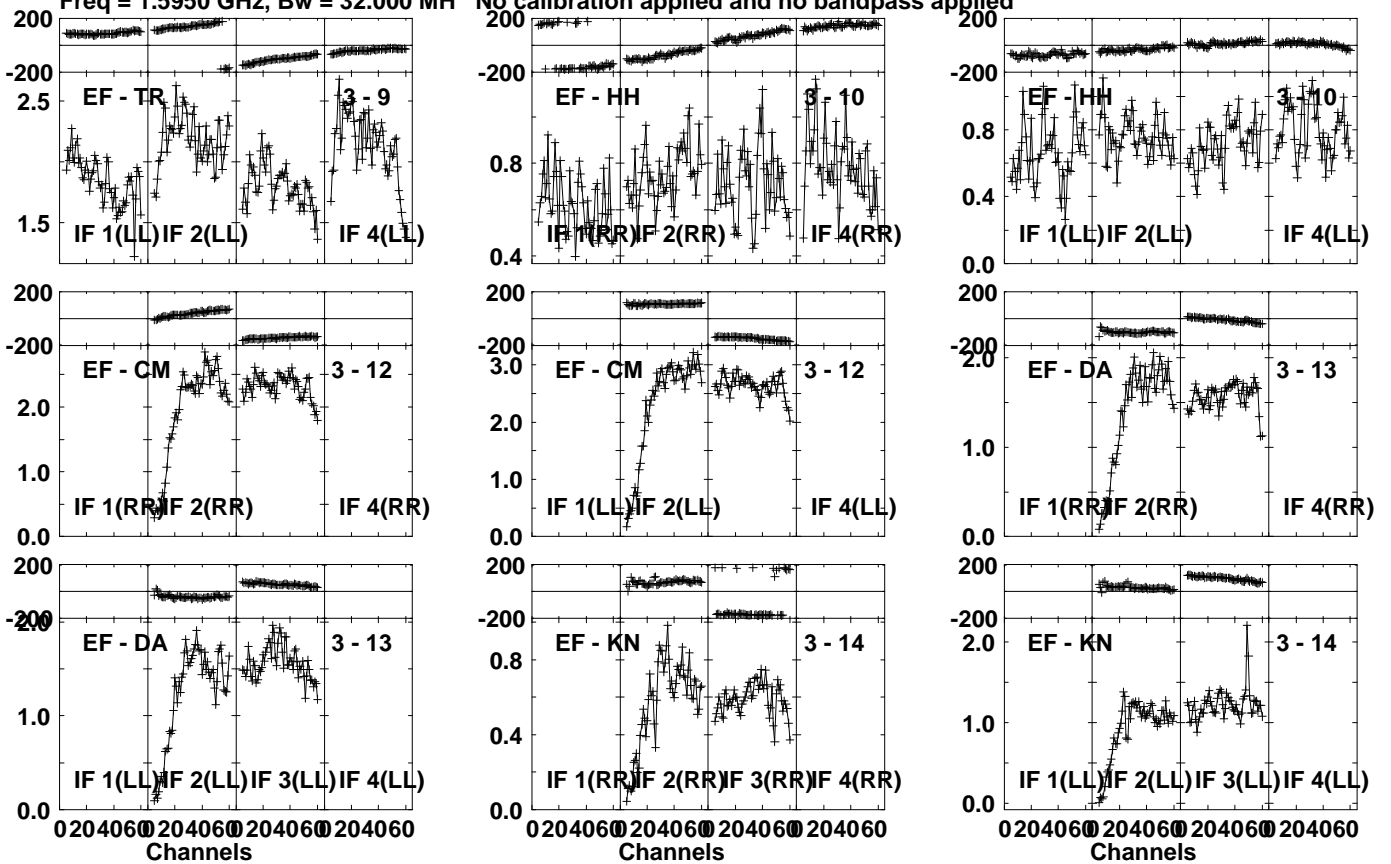 Freq = 1.5950 GHz, Bw = 32.000 MH No calibration applied and no bandpass applied
200
-200
EF - TR 3 - 9
2.5
1.5
IF 1(LL) IF 2(LL) IF 4(LL)
200
-200
EF - HH 3 - 10
0.8
0.4
IF 1(RR) IF 2(RR) IF 4(RR)
200
-200
EF - HH 3 - 10
0.8
0.4
0.0
IF 1(LL) IF 2(LL) IF 4(LL)
200
-200
EF - CM 3 - 12
2.0
1.0
0.0
IF 1(RR) IF 2(RR) IF 4(RR)
200
-200
EF - CM 3 - 12
3.0
2.0
1.0
0.0
IF 1(LL) IF 2(LL) IF 4(LL)
200
-200
EF - DA 3 - 13
2.0
1.0
0.0
IF 1(RR) IF 2(RR) IF 4(RR)
200
-200
EF - DA 3 - 13
2.0
1.0
0.0
IF 1(LL) IF 2(LL) IF 3(LL) IF 4(LL)
0 20 40 60 0 20 40 60 0 20 40 60 0 20 40 60
Channels
200
-200
EF - KN 3 - 14
0.8
0.4
0.0
IF 1(RR) IF 2(RR) IF 3(RR) IF 4(RR)
0 20 40 60 0 20 40 60 0 20 40 60 0 20 40 60
Channels
200
-200
EF - KN 3 - 14
2.0
1.0
0.0
IF 1(LL) IF 2(LL) IF 3(LL) IF 4(LL)
0 20 40 60 0 20 40 60 0 20 40 60 0 20 40 60
Channels